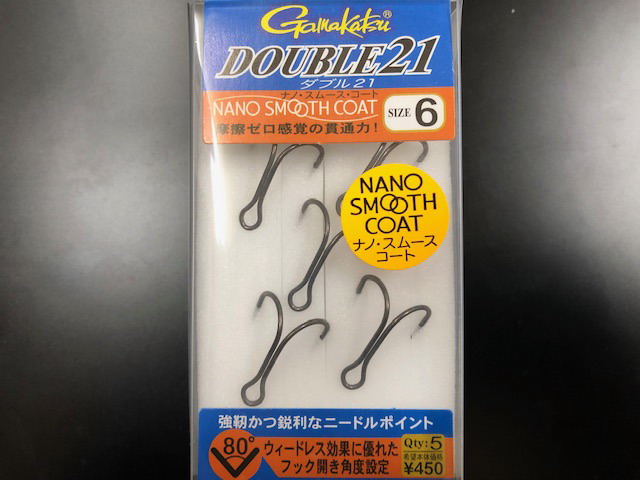 Gamakatsu®
DOUBLE21
ダブル21
ナノ・スムース・コート
NANO SMOOTH COAT
SIZE 6
摩擦ゼロ感覚の貫通力!
NANO
SMOOTH
COAT
ナノ・スムース
コート
強靭かつ鋭利なニードルポイント
80°
ウィードレス効果に優れた
フック開き角度設定
Qty: 5
希望本体価格
¥450